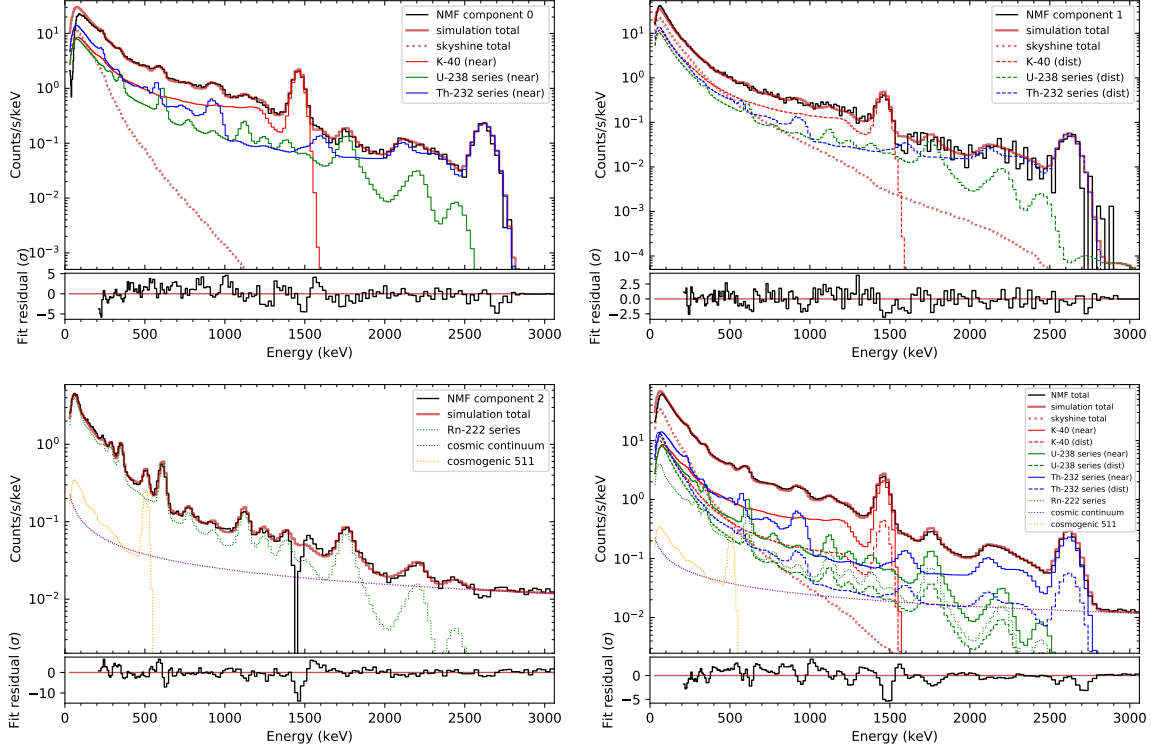 NMF component 0
simulation total
skyshine total
K-40 (near)
U-238 series (near)
Th-232 series (near)
Counts/s/keV
10^1
10^0
10^-1
10^-2
10^-3
Fit residual (σ)
5
0
−5
0 500 1000 1500 2000 2500 3000
Energy (keV)
NMF component 1
simulation total
skyshine total
K-40 (dist)
U-238 series (dist)
Th-232 series (dist)
Counts/s/keV
10^1
10^0
10^-1
10^-2
10^-3
10^-4
Fit residual (σ)
2.5
0.0
−2.5
0 500 1000 1500 2000 2500 3000
Energy (keV)
NMF component 2
simulation total
Rn-222 series
cosmic continuum
cosmogenic 511
Counts/s/keV
10^0
10^-1
10^-2
Fit residual (σ)
0
−10
0 500 1000 1500 2000 2500 3000
Energy (keV)
NMF total
simulation total
skyshine total
K-40 (near)
K-40 (dist)
U-238 series (near)
U-238 series (dist)
Th-232 series (near)
Th-232 series (dist)
Rn-222 series
cosmic continuum
cosmogenic 511
Counts/s/keV
10^1
10^0
10^-1
10^-2
Fit residual (σ)
0
−5
0 500 1000 1500 2000 2500 3000
Energy (keV)